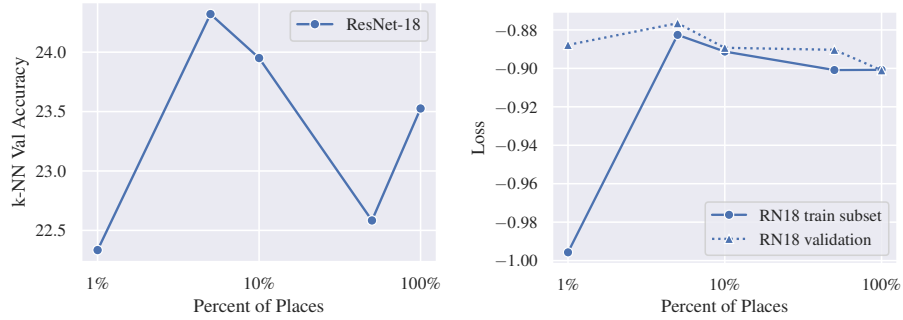 k-NN Val Accuracy
24.0
23.5
23.0
22.5
ResNet-18
1%
10%
100%
Percent of Places
Loss
−0.88
−0.90
−0.92
−0.94
−0.96
−0.98
−1.00
RN18 train subset
RN18 validation
1%
10%
100%
Percent of Places